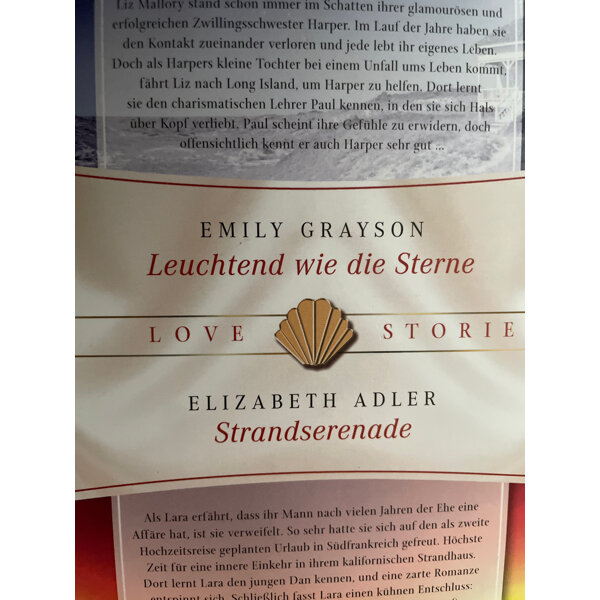 Liz Mallory stand schon immer im Schatten ihrer glamourösen und
erfolgreichen Zwillingsschwester Harper. Im Lauf der Jahre haben sie
den Kontakt zueinander verloren und jede lebt ihr eigenes Leben.
Doch als Harpers kleine Tochter bei einem Unfall ums Leben kommt,
fährt Liz nach Long Island, um Harper zu helfen. Dort lernt
sie den charismatischen Lehrer Paul kennen, in den sie sich Hals
über Kopf verliebt. Paul scheint ihre Gefühle zu erwidern, doch
offensichtlich kennt er auch Harper sehr gut ...
EMILY GRAYSON
Leuchtend wie die Sterne
LOVE STORIE
ELIZABETH ADLER
Strandserenade
Als Lara erfährt, dass ihr Mann nach vielen Jahren der Ehe eine
Affäre hat, ist sie verweifelt. So sehr hatte sie sich auf den als zweite
Hochzeitsreise geplanten Urlaub in Südfrankreich gefreut. Höchste
Zeit für eine innere Einkehr in ihrem kalifornischen Strandhaus.
Dort lernt Lara den jungen Dan kennen, und eine zarte Romanze
entspinnt sich. Schließlich fasst Lara einen kühnen Entschluss: